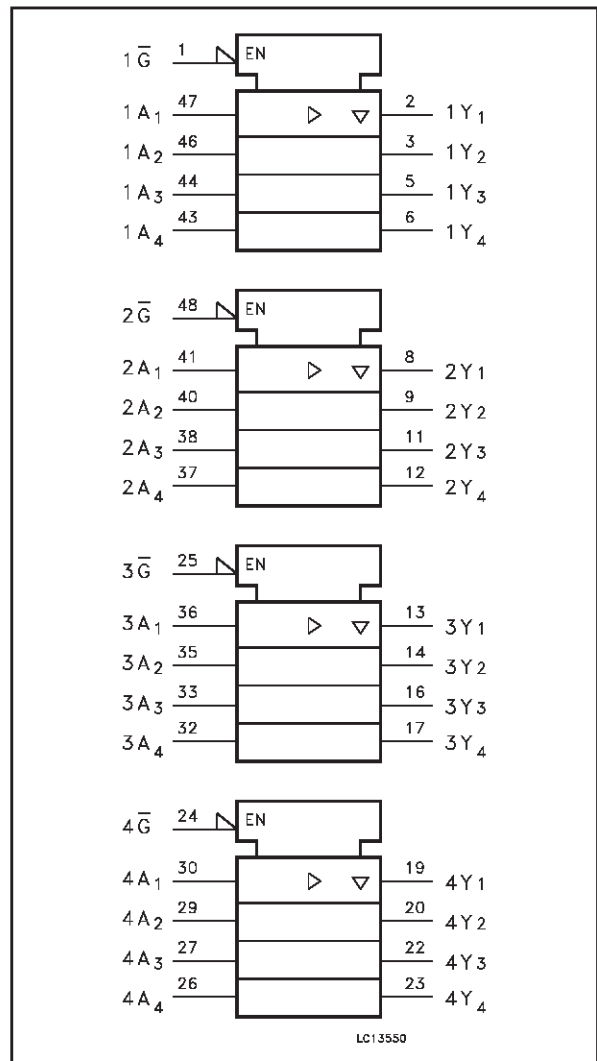 1G̅ 1 EN
1A1 47 2 1Y1
1A2 46 3 1Y2
1A3 44 5 1Y3
1A4 43 6 1Y4
2G̅ 48 EN
2A1 41 8 2Y1
2A2 40 9 2Y2
2A3 38 11 2Y3
2A4 37 12 2Y4
3G̅ 25 EN
3A1 36 13 3Y1
3A2 35 14 3Y2
3A3 33 16 3Y3
3A4 32 17 3Y4
4G̅ 24 EN
4A1 30 19 4Y1
4A2 29 20 4Y2
4A3 27 22 4Y3
4A4 26 23 4Y4
LC13550